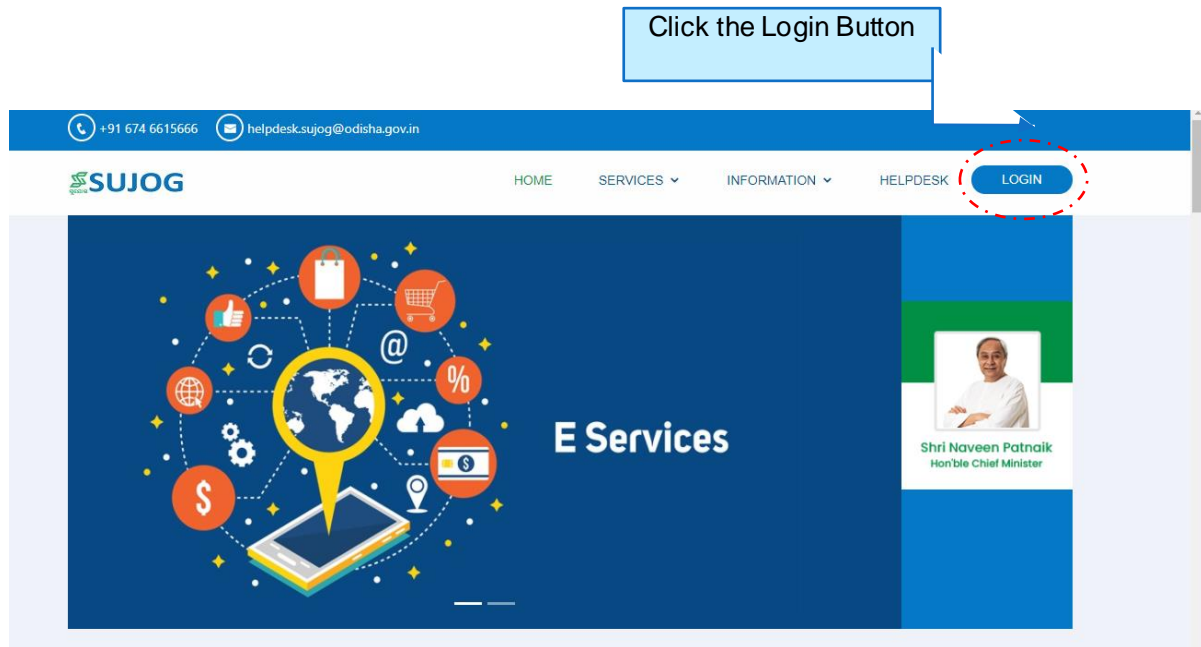 Click the Login Button
+91 674 6615666 helpdesk.sujog@odisha.gov.in
SUJOG HOME SERVICES INFORMATION HELPDESK LOGIN
@
%
$
$
E Services
Shri Naveen Patnaik
Hon'ble Chief Minister